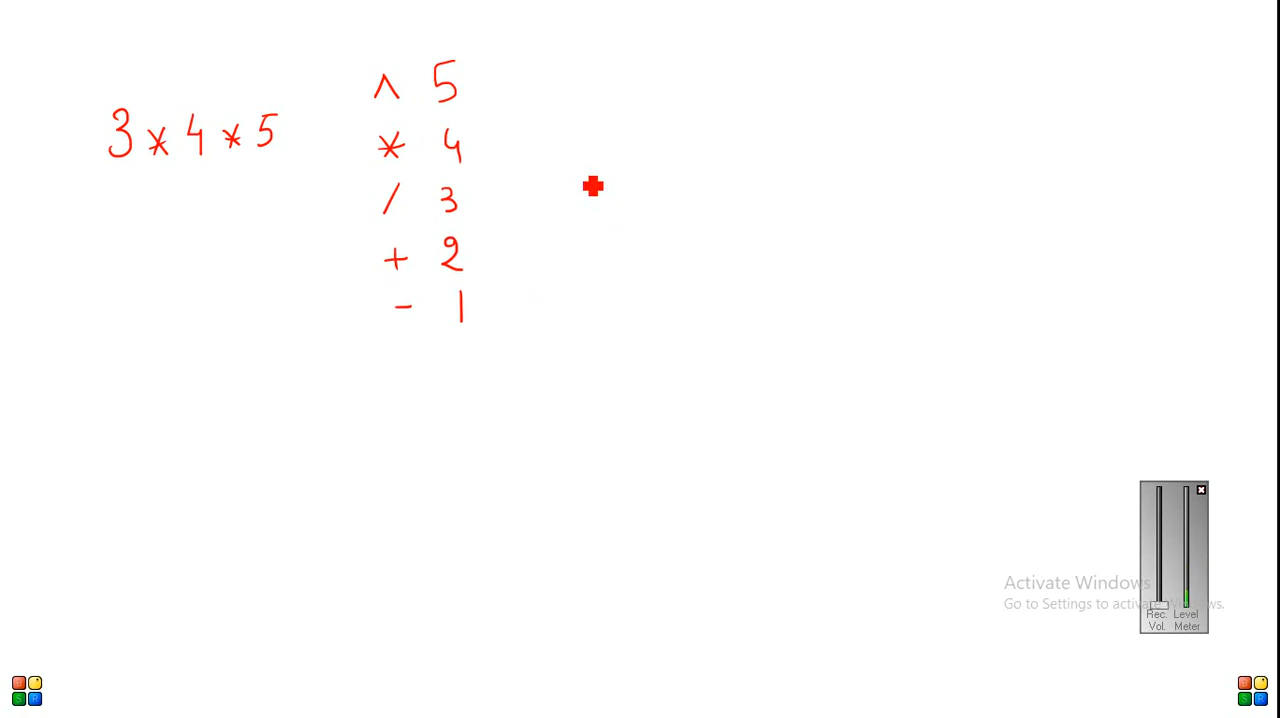 3 * 4 * 5
^ 5
* 4
/ 3
+ 2
- 1
Activate Windows
Go to Settings to activate Windows.
Rec. Level
Vol. Meter
S R
S R